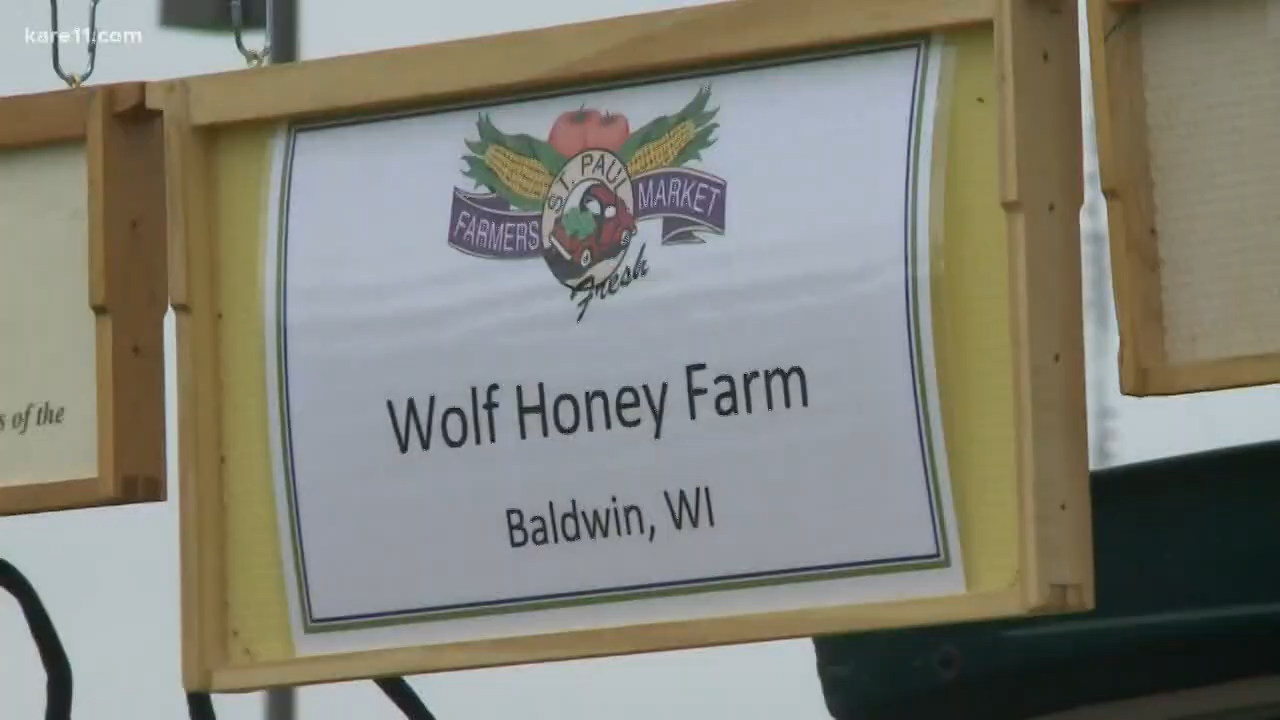 kare11.com
ST. PAUL
FARMERS MARKET
Fresh
Wolf Honey Farm
Baldwin, WI
s of the